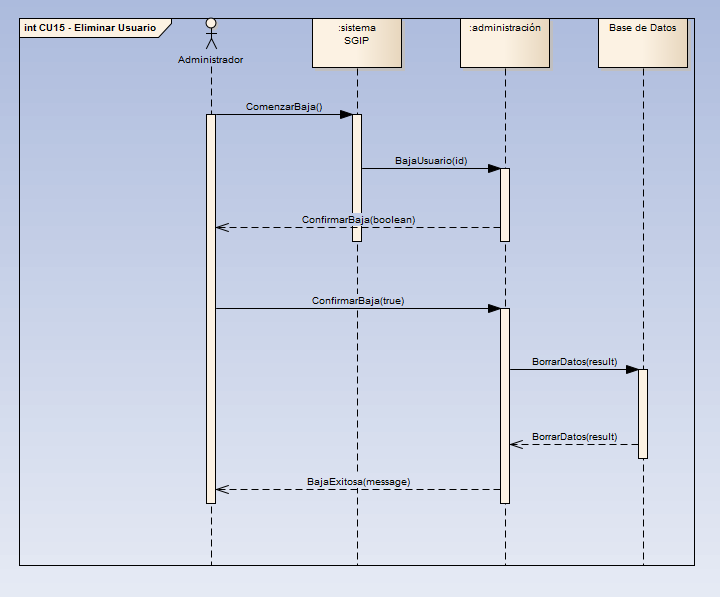 int CU15 - Eliminar Usuario
Administrador
:sistema
SGIP
:administración
Base de Datos
ComenzarBaja()
BajaUsuario(id)
ConfirmarBaja(boolean)
ConfirmarBaja(true)
BorrarDatos(result)
BorrarDatos(result)
BajaExitosa(message)